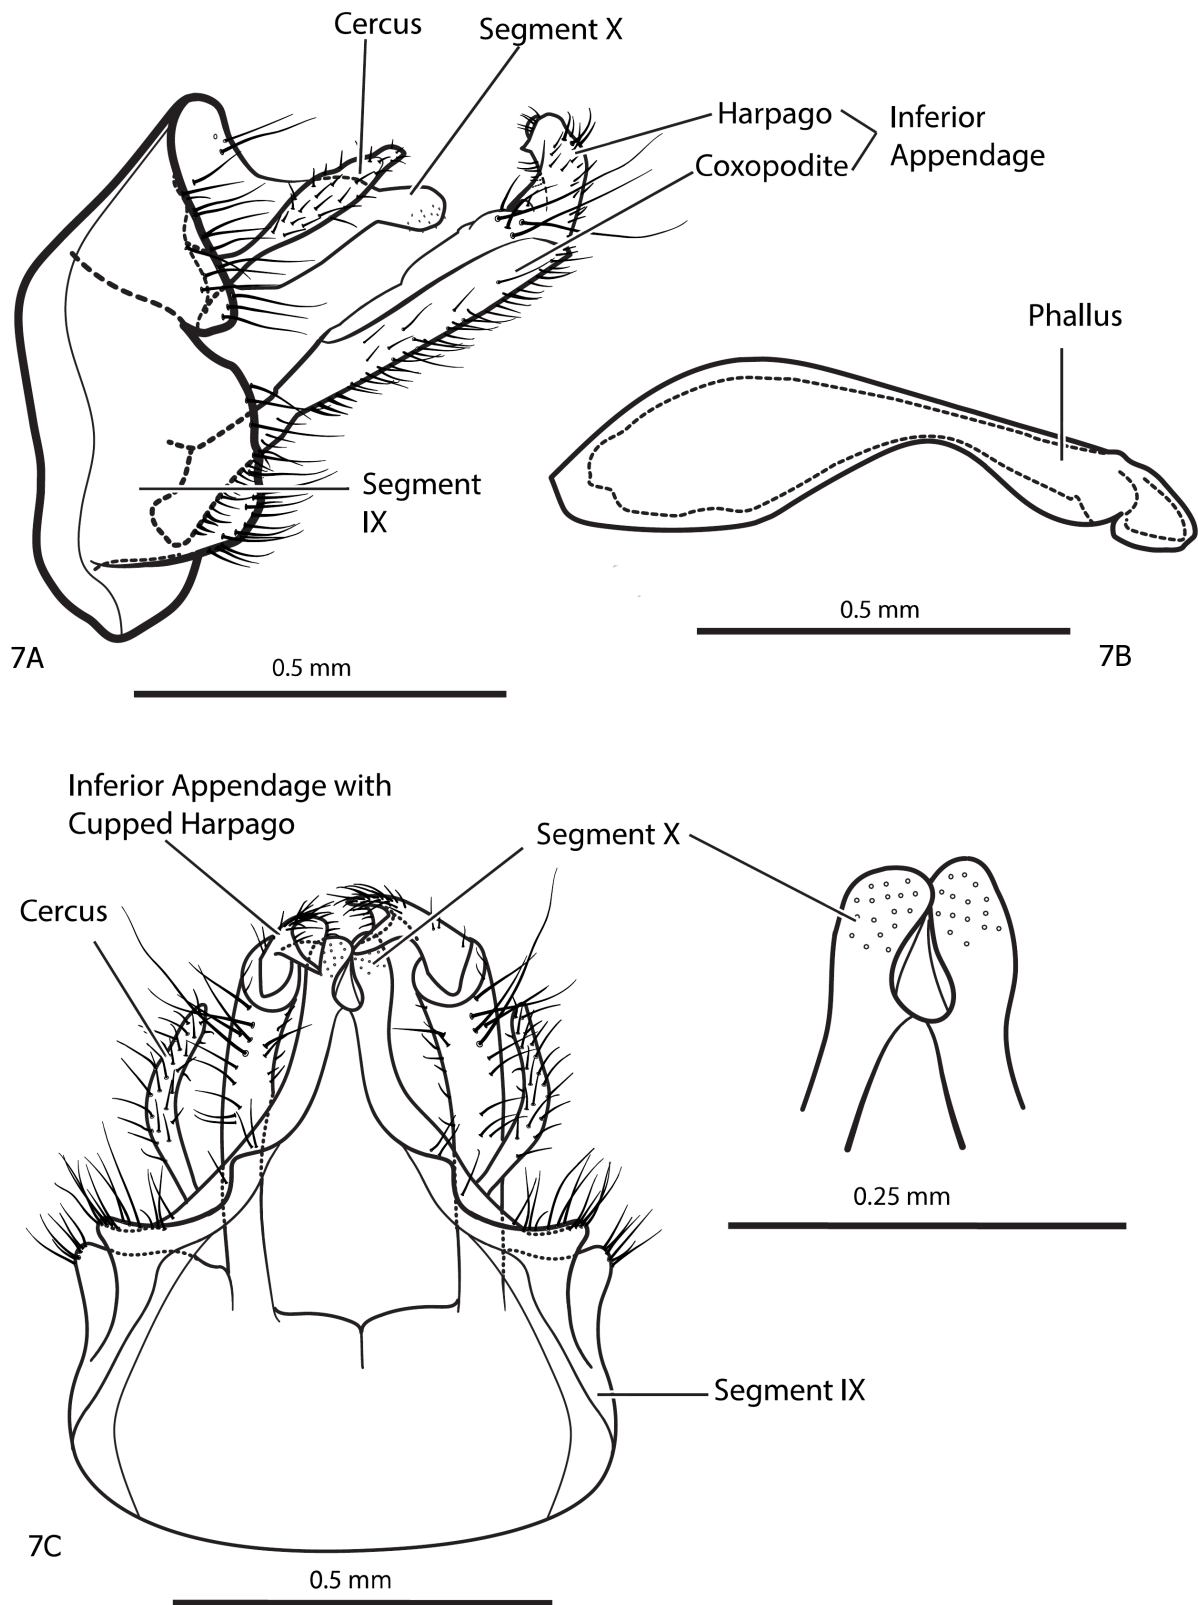 Cercus
Segment X
Harpago
Coxopodite
Inferior
Appendage
Phallus
Segment
IX
0.5 mm
7A
0.5 mm
7B
Inferior Appendage with
Cupped Harpago
Segment X
Cercus
0.25 mm
Segment IX
7C
0.5 mm